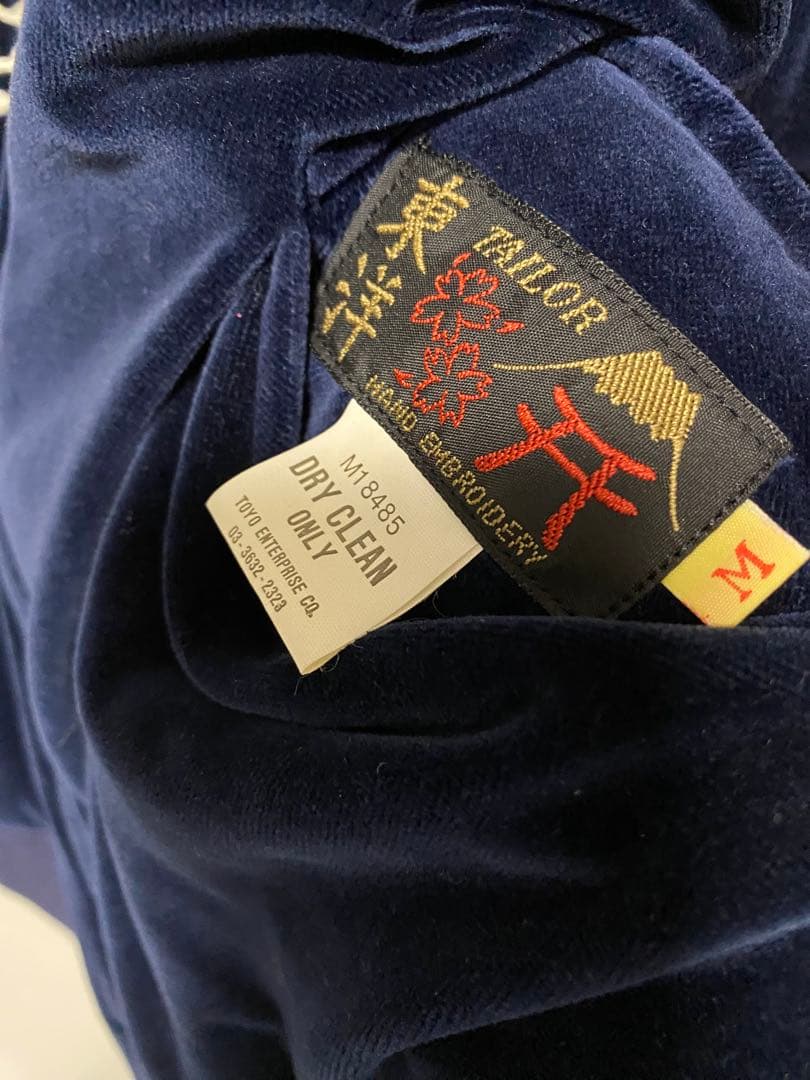 東洋
TAILOR
HAND EMBROIDERY
M
M18485
DRY CLEAN
ONLY
TOYO ENTERPRISE CO.
03-3632-2323